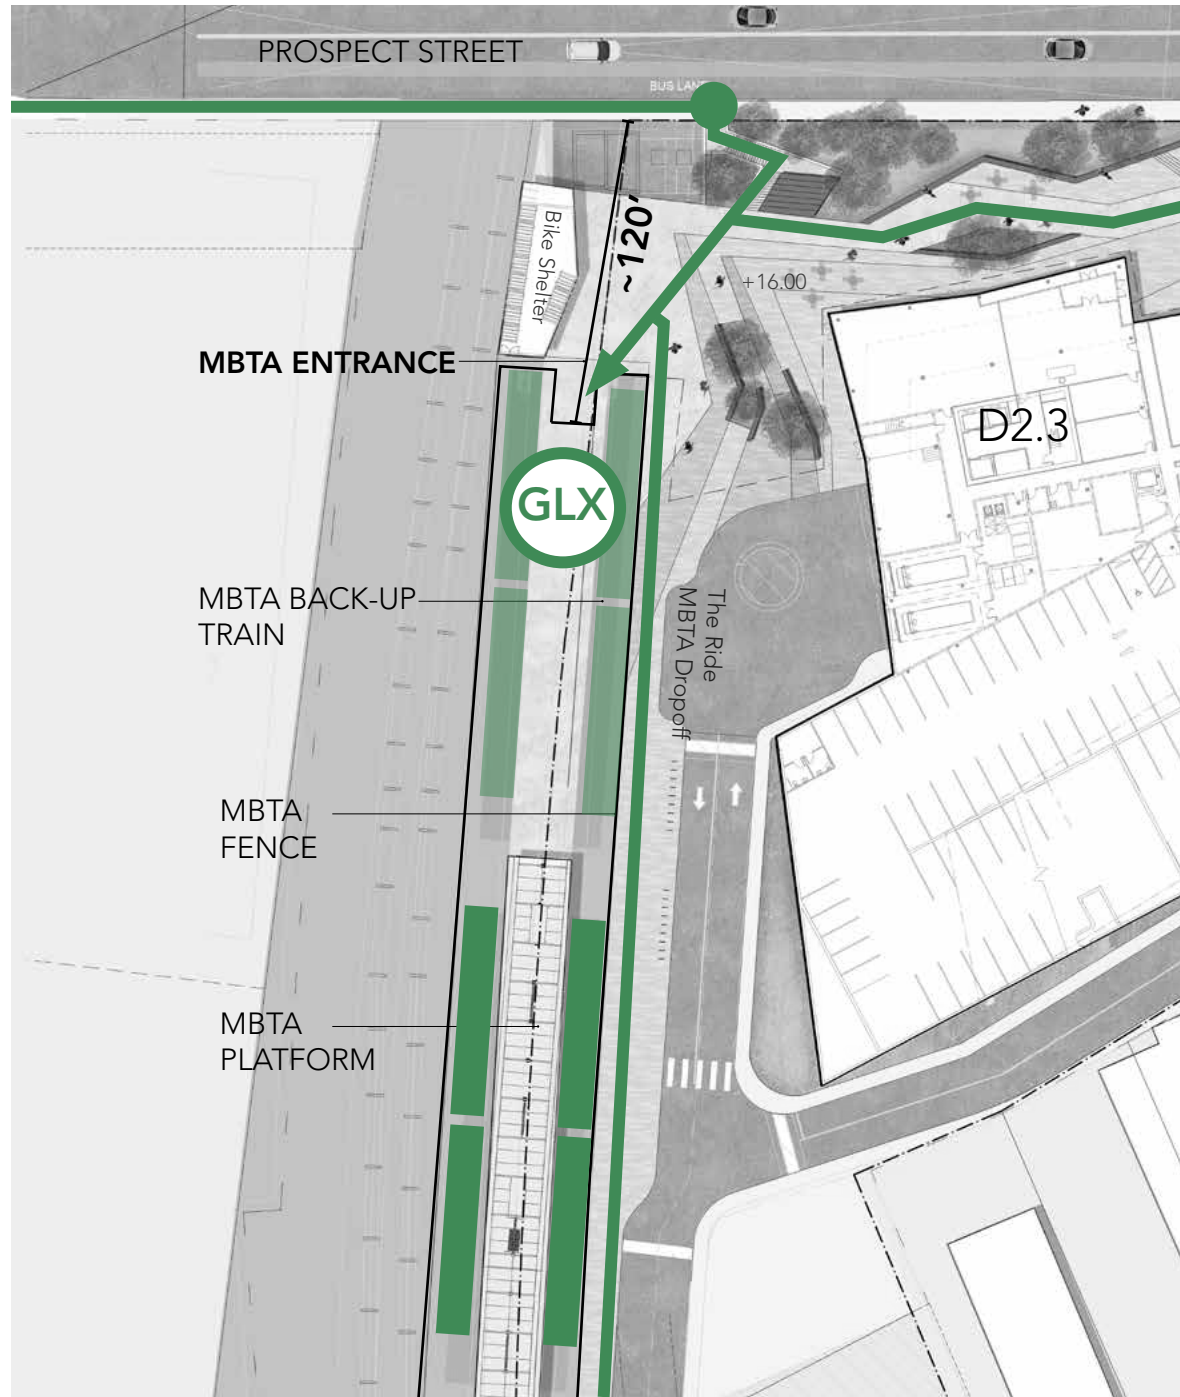 PROSPECT STREET
BUS LANE
~120'
Bike Shelter
+16.00
MBTA ENTRANCE
D2.3
GLX
MBTA BACK-UP
TRAIN
The Ride
MBTA Dropoff
MBTA
FENCE
MBTA
PLATFORM